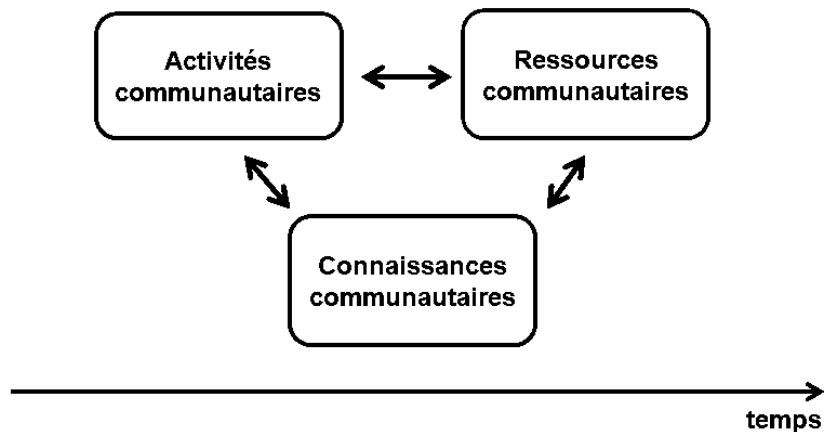 Activités
communautaires
Ressources
communautaires
Connaissances
communautaires
temps